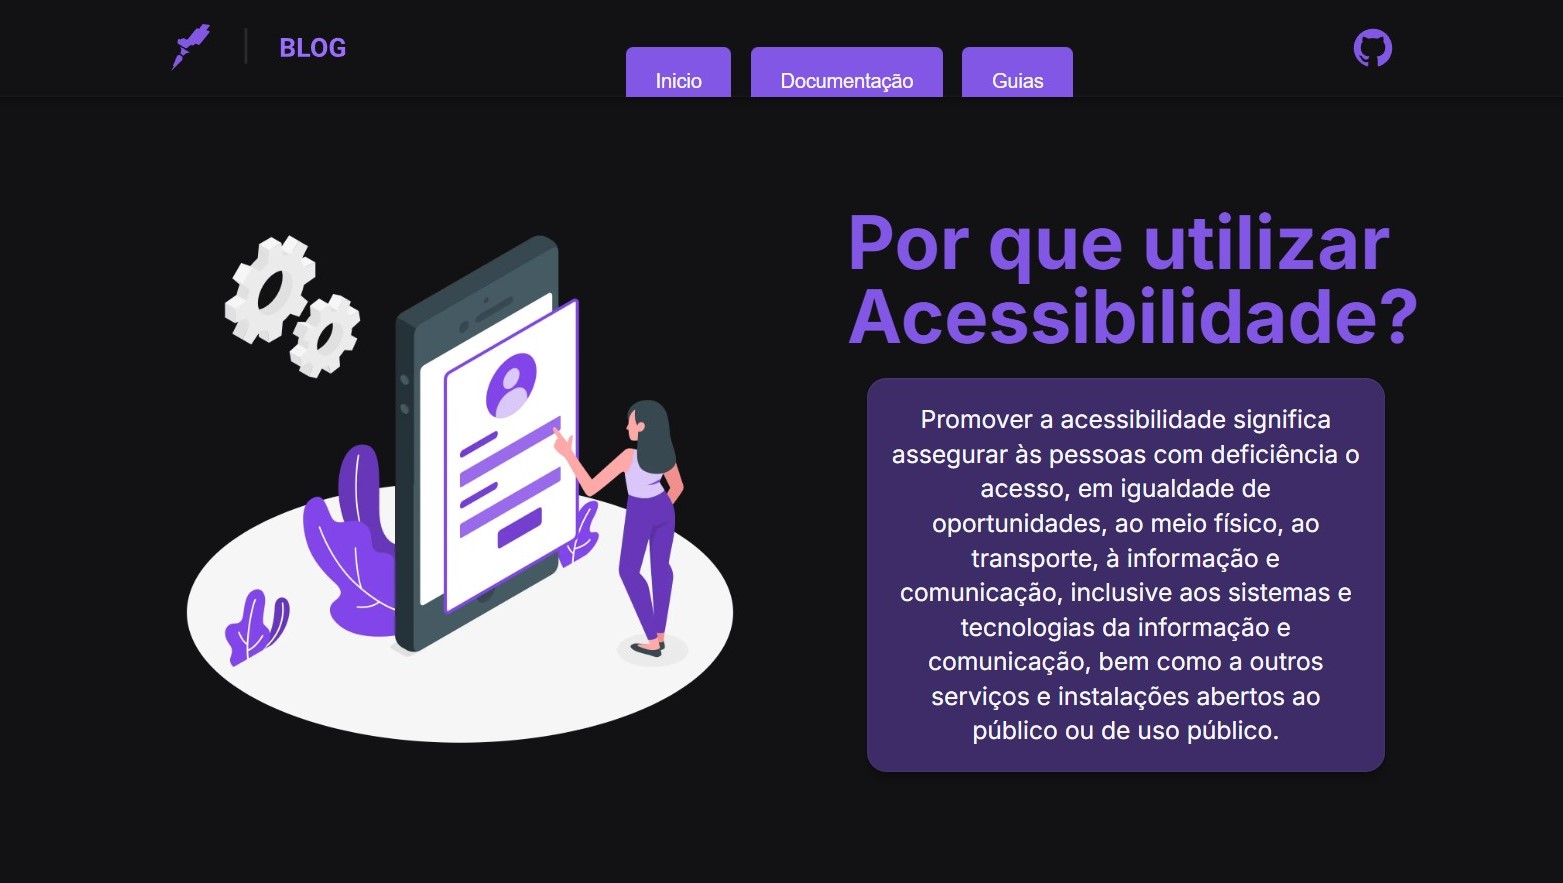 BLOG
Inicio
Documentação
Guias
Por que utilizar
Acessibilidade?
Promover a acessibilidade significa
assegurar às pessoas com deficiência o
acesso, em igualdade de
oportunidades, ao meio físico, ao
transporte, à informação e
comunicação, inclusive aos sistemas e
tecnologias da informação e
comunicação, bem como a outros
serviços e instalações abertos ao
público ou de uso público.